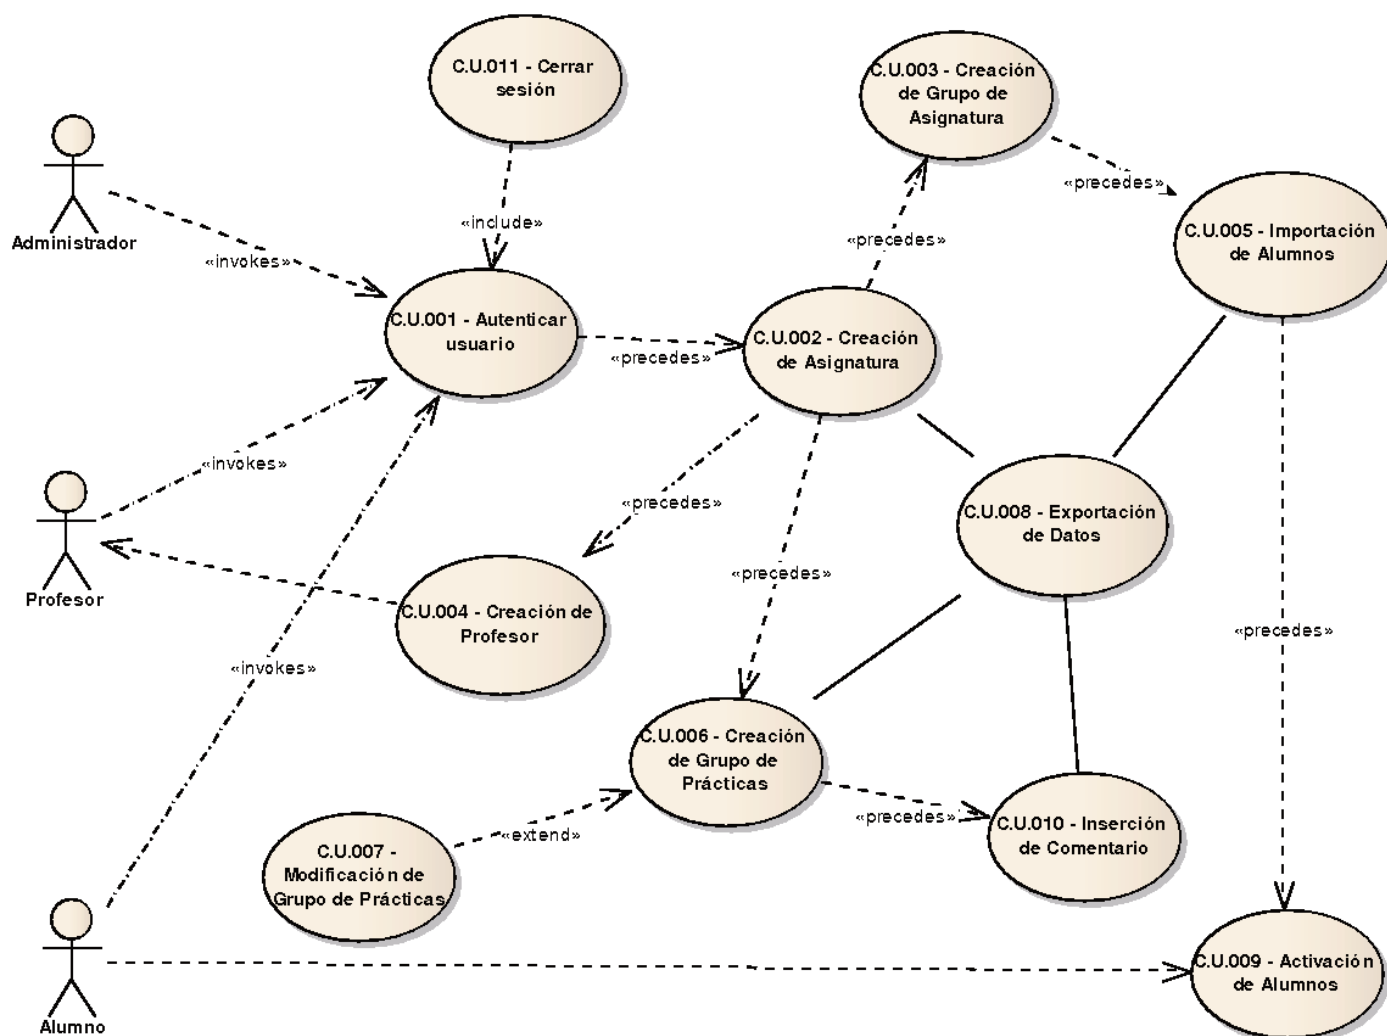 C.U.011 - Cerrar
sesión
C.U.003 - Creación
de Grupo de
Asignatura
«precedes»
Administrador
«invokes»
«include»
«precedes»
C.U.005 - Importación
de Alumnos
C.U.001 - Autenticar
usuario
«precedes»
C.U.002 - Creación
de Asignatura
«invokes»
«precedes»
Profesor
C.U.008 - Exportación
de Datos
«precedes»
C.U.004 - Creación de
Profesor
«precedes»
«invokes»
C.U.006 - Creación
de Grupo de
Prácticas
«precedes»
C.U.010 - Inserción
de Comentario
«extend»
C.U.007 -
Modificación de
Grupo de Prácticas
C.U.009 - Activación
de Alumnos
Alumno